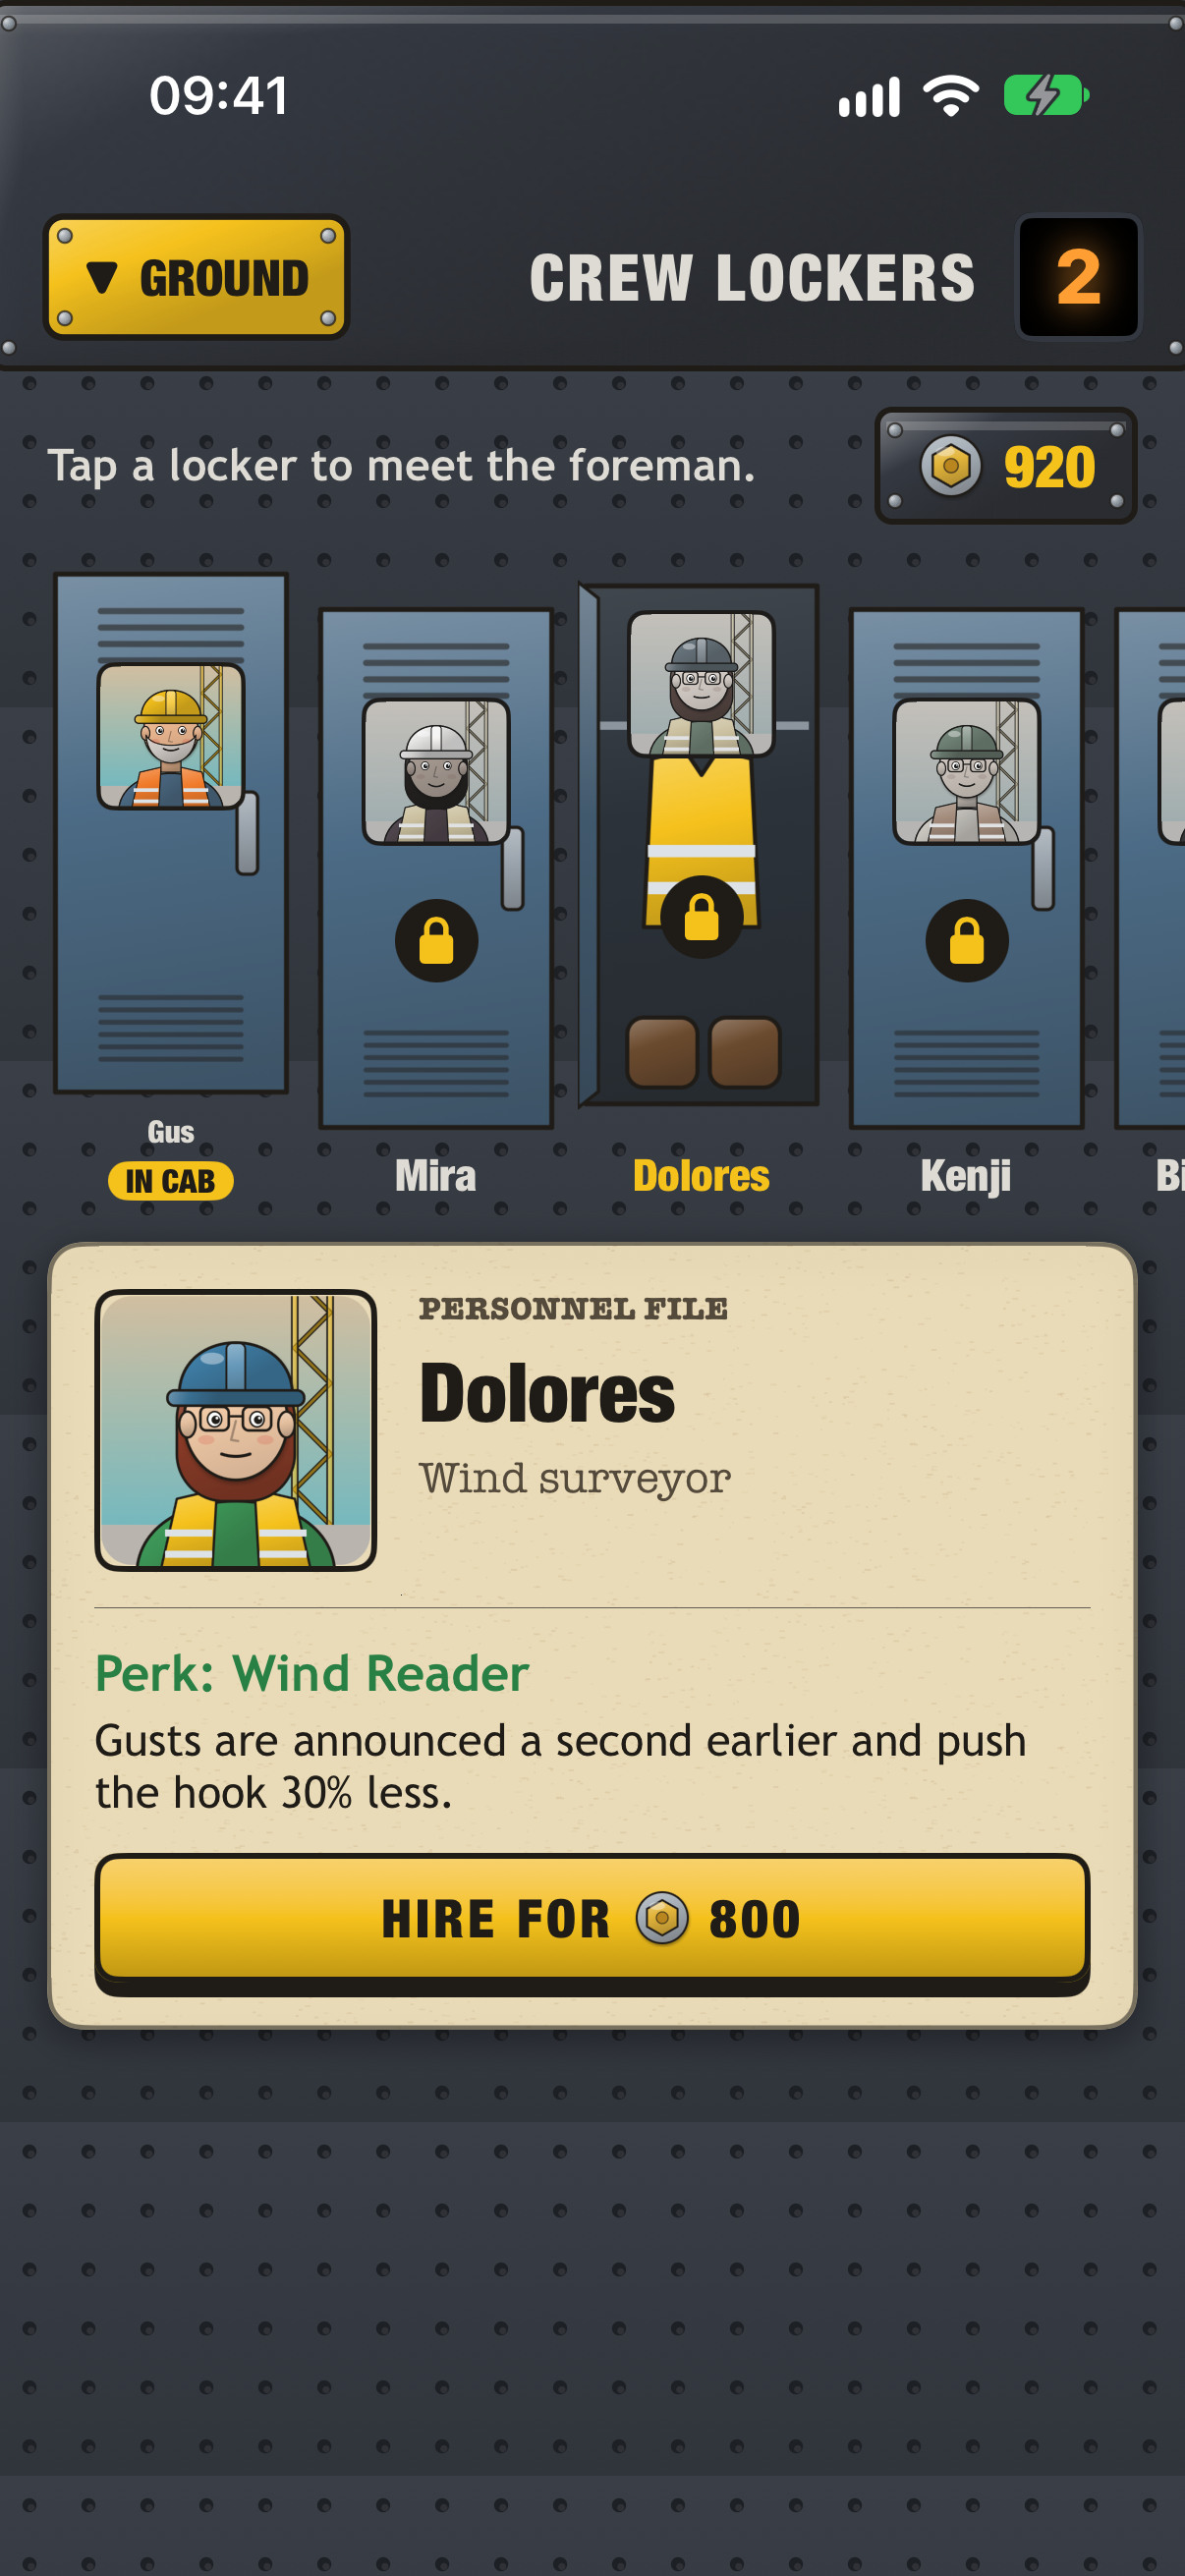 09:41
▼ GROUND
CREW LOCKERS
2
Tap a locker to meet the foreman.
920
Gus
IN CAB
Mira
Dolores
Kenji
PERSONNEL FILE
Dolores
Wind surveyor
Perk: Wind Reader
Gusts are announced a second earlier and push
the hook 30% less.
HIRE FOR 800